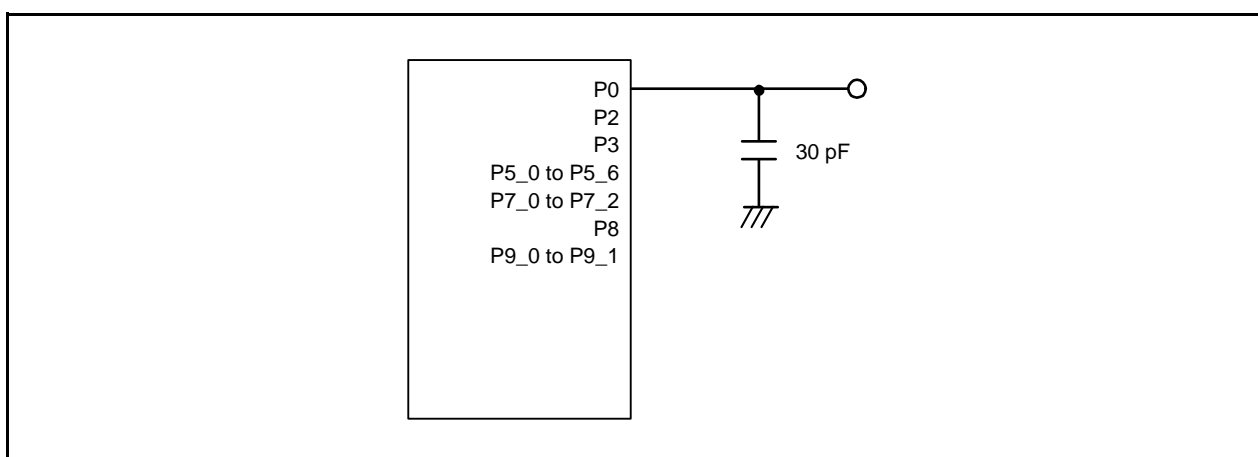 P0
P2
P3
P5_0 to P5_6
P7_0 to P7_2
P8
P9_0 to P9_1
30 pF